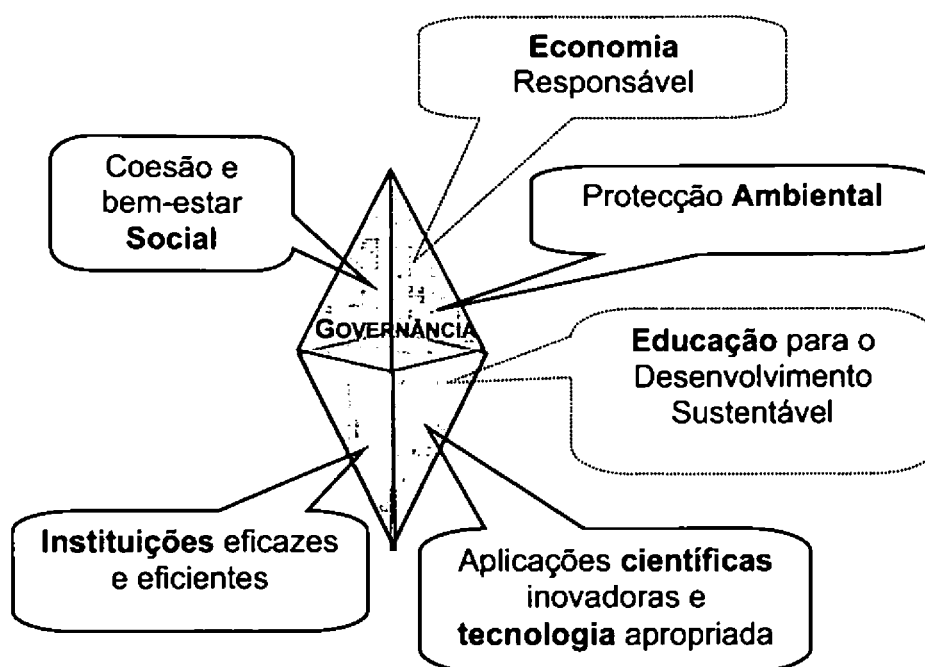 Economia
Responsável
Coesão e
bem-estar
Social
Protecção Ambiental
GOVERNÂNCIA
Educação para o
Desenvolvimento
Sustentável
Instituições eficazes
e eficientes
Aplicações científicas
inovadoras e
tecnologia apropriada